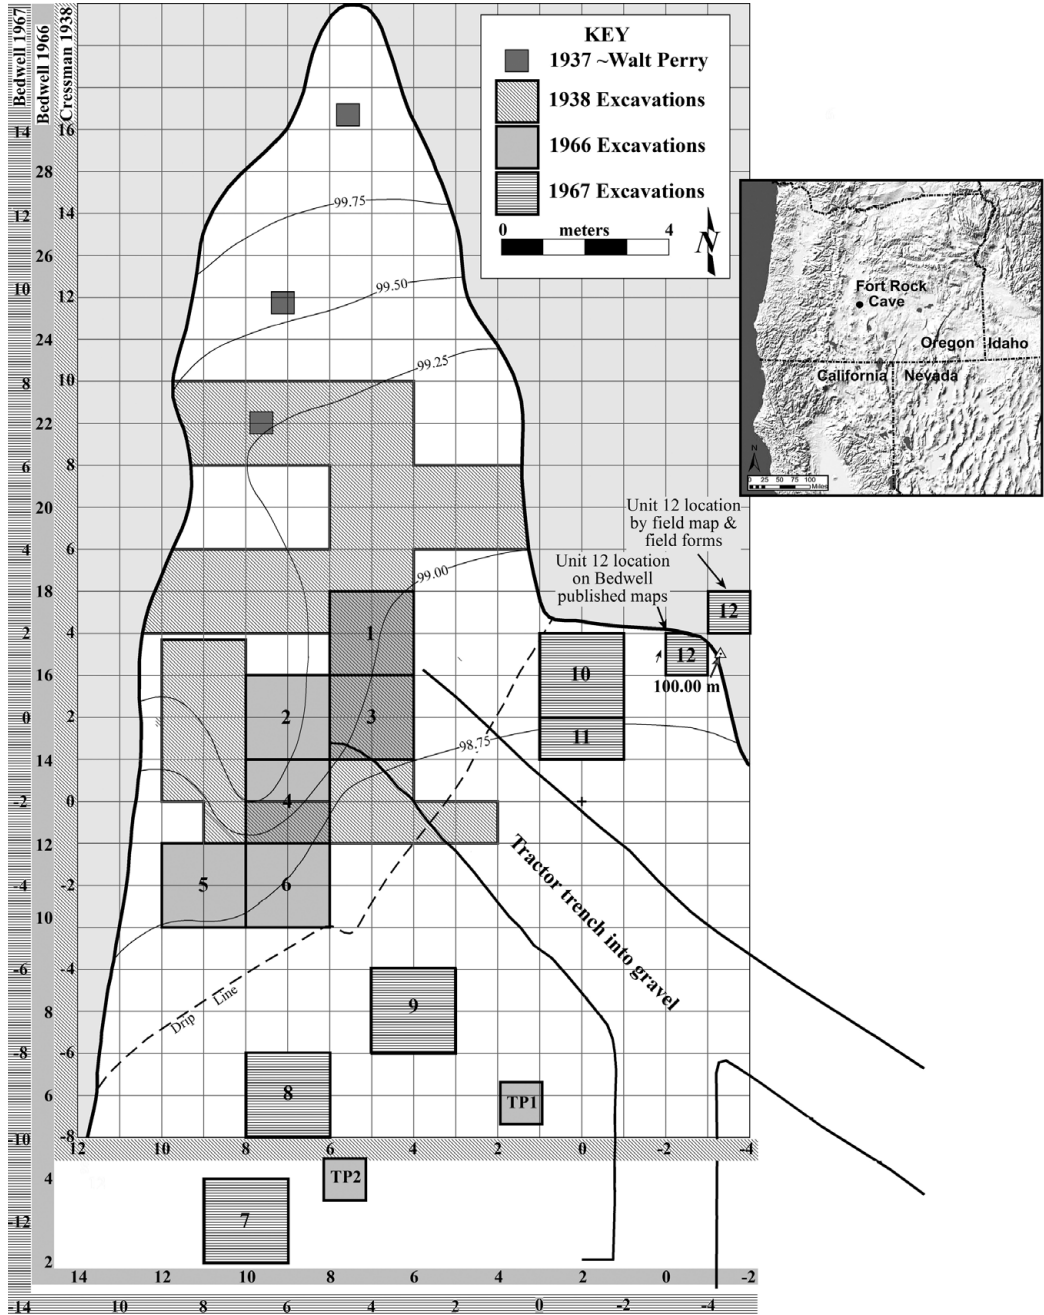 Bedwell 1967
Bedwell 1966
Cressman 1938
KEY
1937 ~Walt Perry
1938 Excavations
1966 Excavations
1967 Excavations
0 meters 4
N
14 16
28
12 14
26
10 12
24
8 10
22
6 8
20
4 6
18
2 4
16
0 2
14
-2 0
12
-4 -2
10
-6 -4
8
-8 -6
6
-10 -8
4
-12
2
-14
99.75
99.50
99.25
99.00
98.75
Fort Rock
Cave
Oregon Idaho
California Nevada
N
0 25 50 75 100
Miles
Unit 12 location
by field map &
field forms
Unit 12 location
on Bedwell
published maps
12
12
100.00 m
10
11
1
2
3
4
5
6
Tractor trench into gravel
Drip Line
9
8
TP1
TP2
7
12 10 8 6 4 2 0 -2 -4
14 12 10 8 6 4 2 0 -2
10 8 6 4 2 0 -2 -4